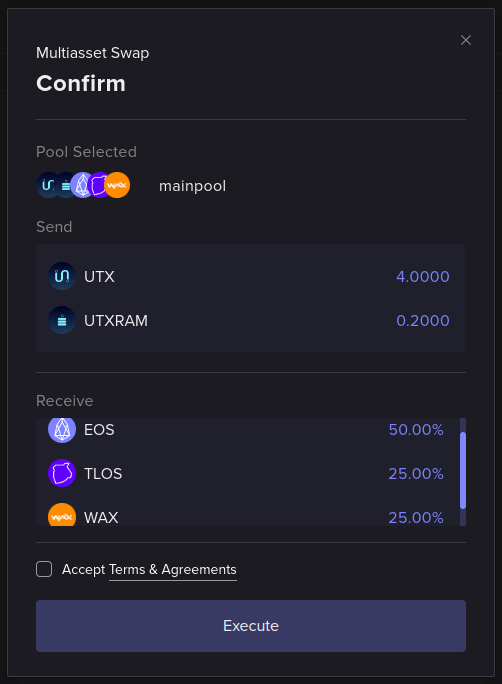 Multiasset Swap
Confirm
Pool Selected
mainpool
Send
UTX 4.0000
UTXRAM 0.2000
Receive
EOS 50.00%
TLOS 25.00%
WAX 25.00%
Accept Terms & Agreements
Execute